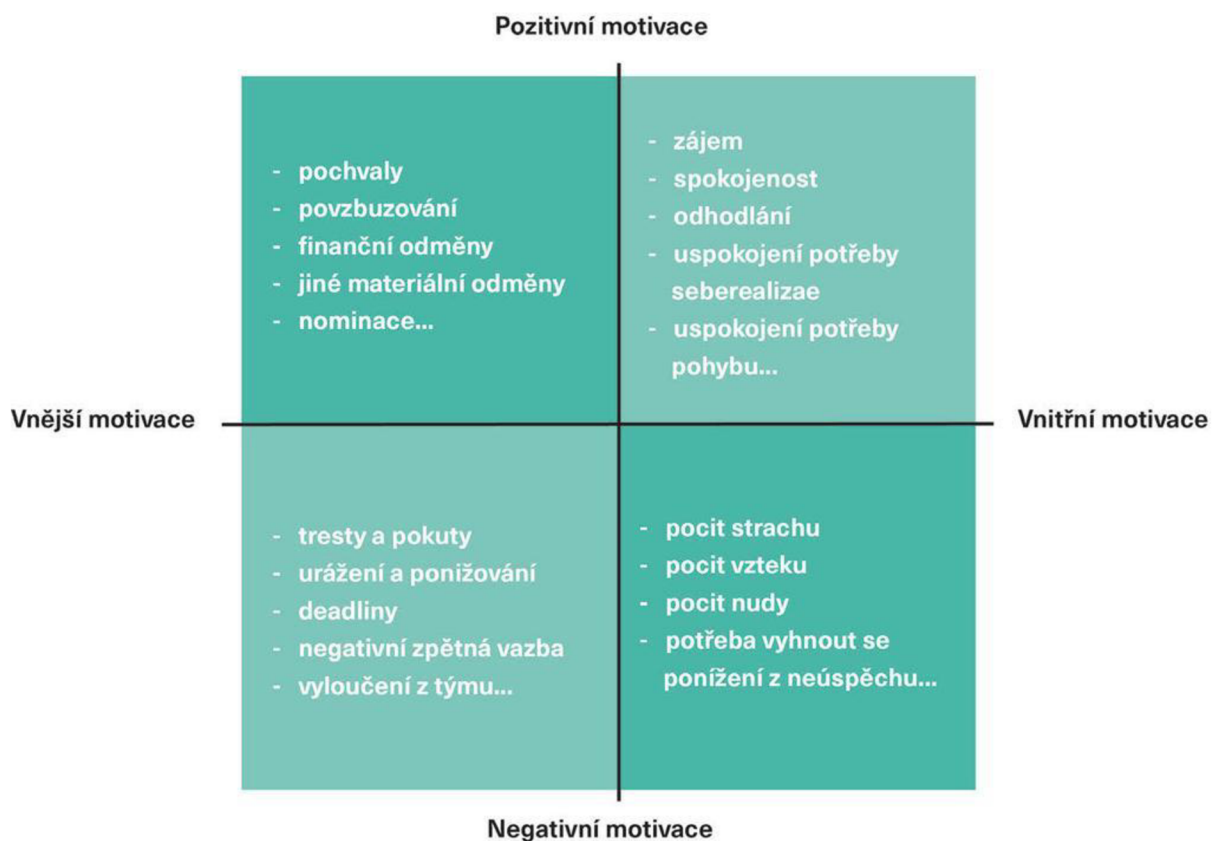 Pozitivní motivace
- pochvaly
- povzbuzování
- finanční odměny
- jiné materiální odměny
- nominace...
- zájem
- spokojenost
- odhodlání
- uspokojení potřeby
seberealizae
- uspokojení potřeby
pohybu...
Vnější motivace
Vnitřní motivace
- tresty a pokuty
- urážení a ponižování
- deadliny
- negativní zpětná vazba
- vyloučení z týmu...
- pocit strachu
- pocit vzteku
- pocit nudy
- potřeba vyhnout se
ponížení z neúspěchu...
Negativní motivace